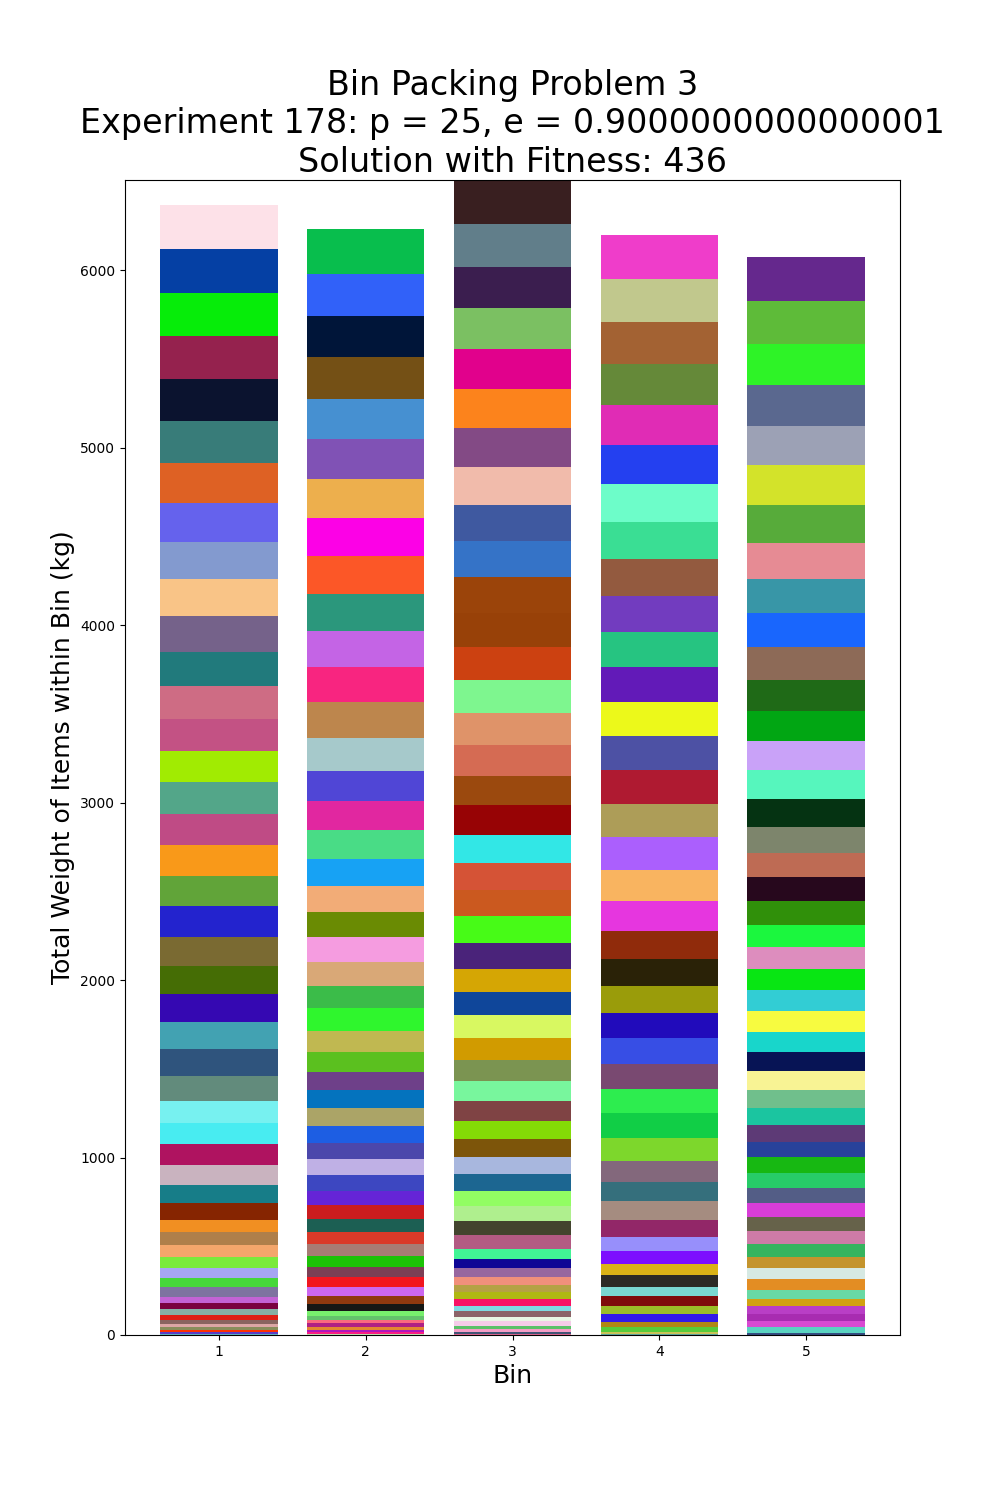 Bin Packing Problem 3
Experiment 178: p = 25, e = 0.9000000000000001
Solution with Fitness: 436
Total Weight of Items within Bin (kg)
6000
5000
4000
3000
2000
1000
0
1 2 3 4 5
Bin